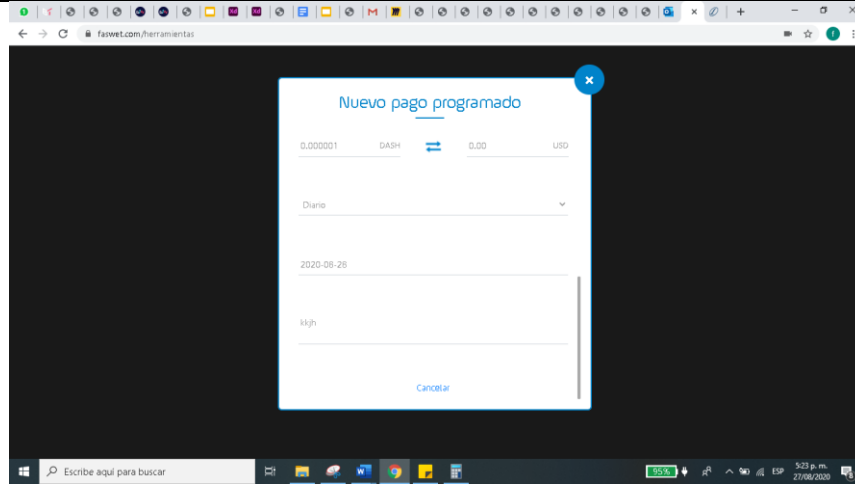 faswet.com/herramientas
Nuevo pago programado
0.000001 DASH 0.00 USD
Diario
2020-08-28
kkjh
Cancelar
Escribe aquí para buscar
95% ESP 5:23 p. m.
27/08/2020